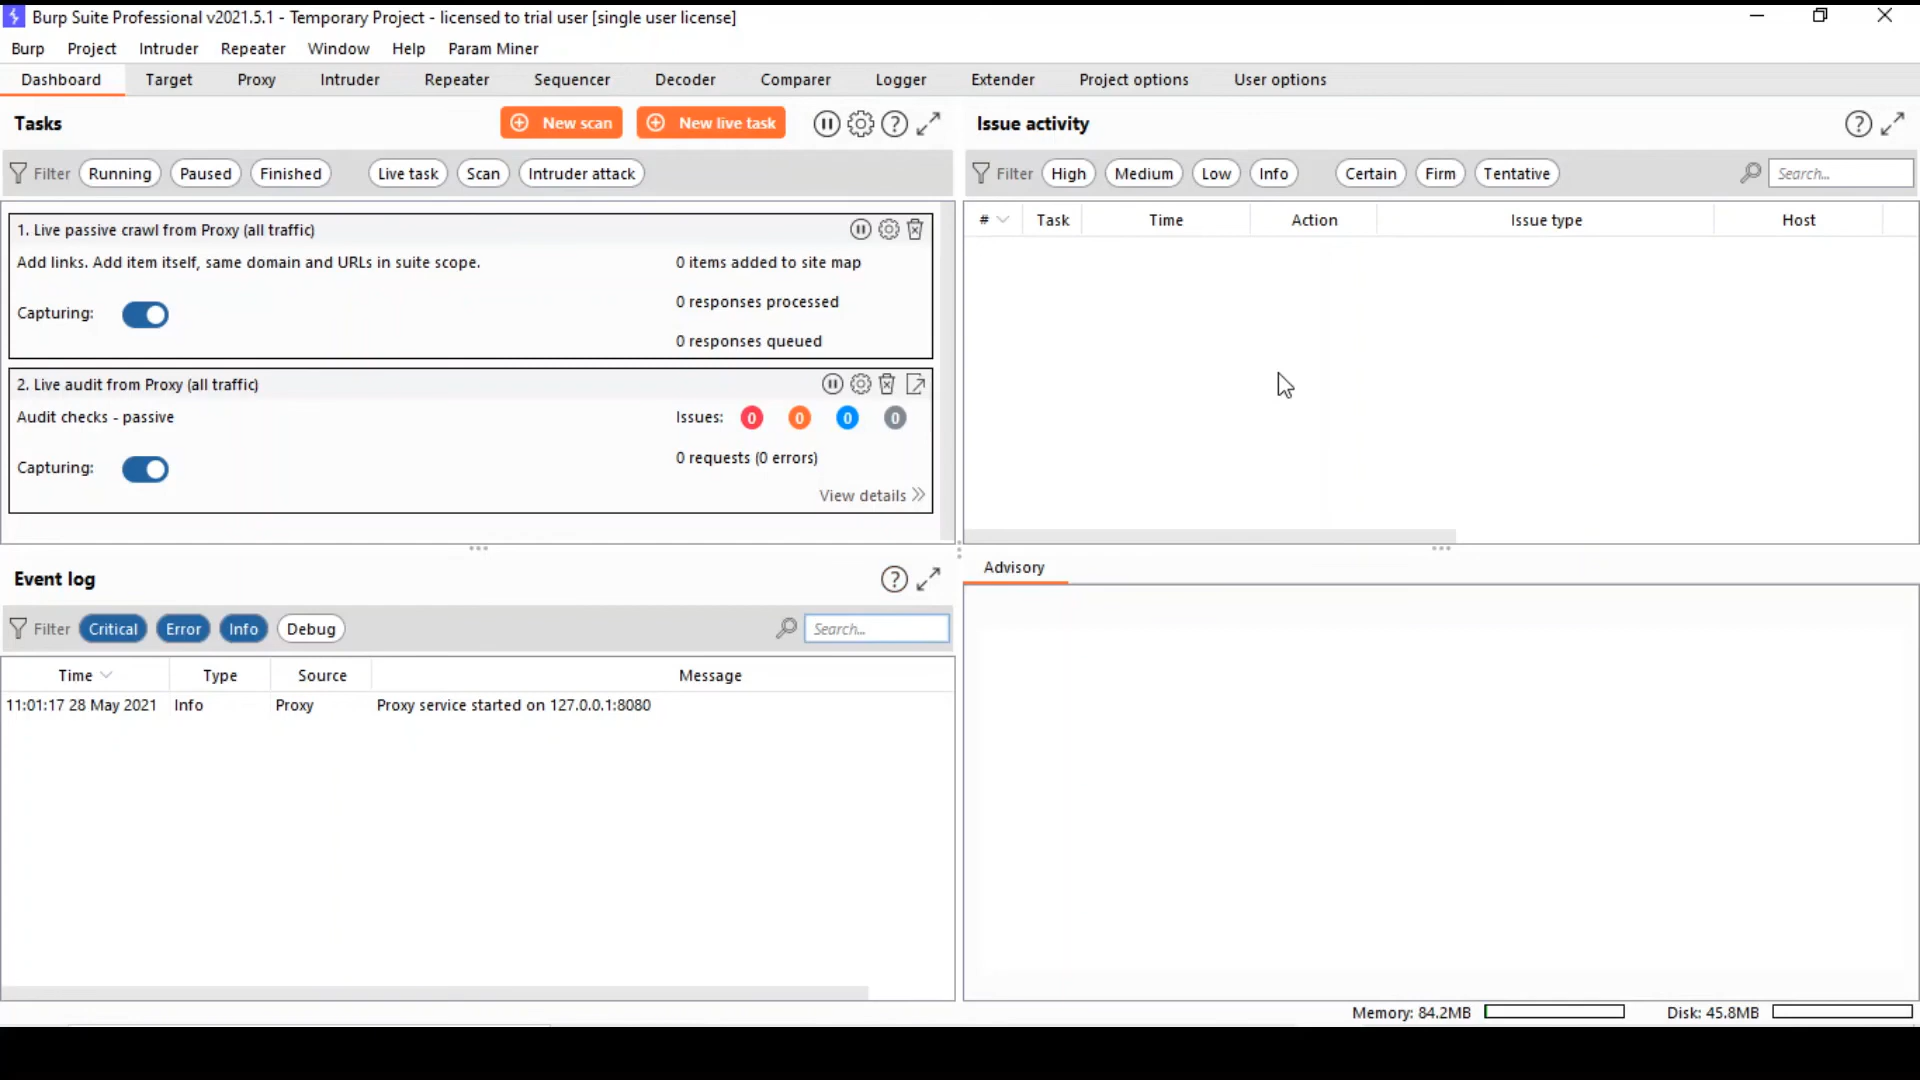 Burp Suite Professional v2021.5.1 - Temporary Project - licensed to trial user [single user license]
Burp Project Intruder Repeater Window Help Param Miner
Dashboard Target Proxy Intruder Repeater Sequencer Decoder Comparer Logger Extender Project options User options
Tasks
New scan
New live task
Filter Running Paused Finished Live task Scan Intruder attack
1. Live passive crawl from Proxy (all traffic)
Add links. Add item itself, same domain and URLs in suite scope.
0 items added to site map
0 responses processed
Capturing:
0 responses queued
2. Live audit from Proxy (all traffic)
Audit checks - passive
Issues: 0 0 0 0
0 requests (0 errors)
Capturing:
View details
Issue activity
Filter High Medium Low Info Certain Firm Tentative Search...
# Task Time Action Issue type Host
Event log
Filter Critical Error Info Debug Search...
Time Type Source Message
11:01:17 28 May 2021 Info Proxy Proxy service started on 127.0.0.1:8080
Advisory
Memory: 84.2MB
Disk: 45.8MB